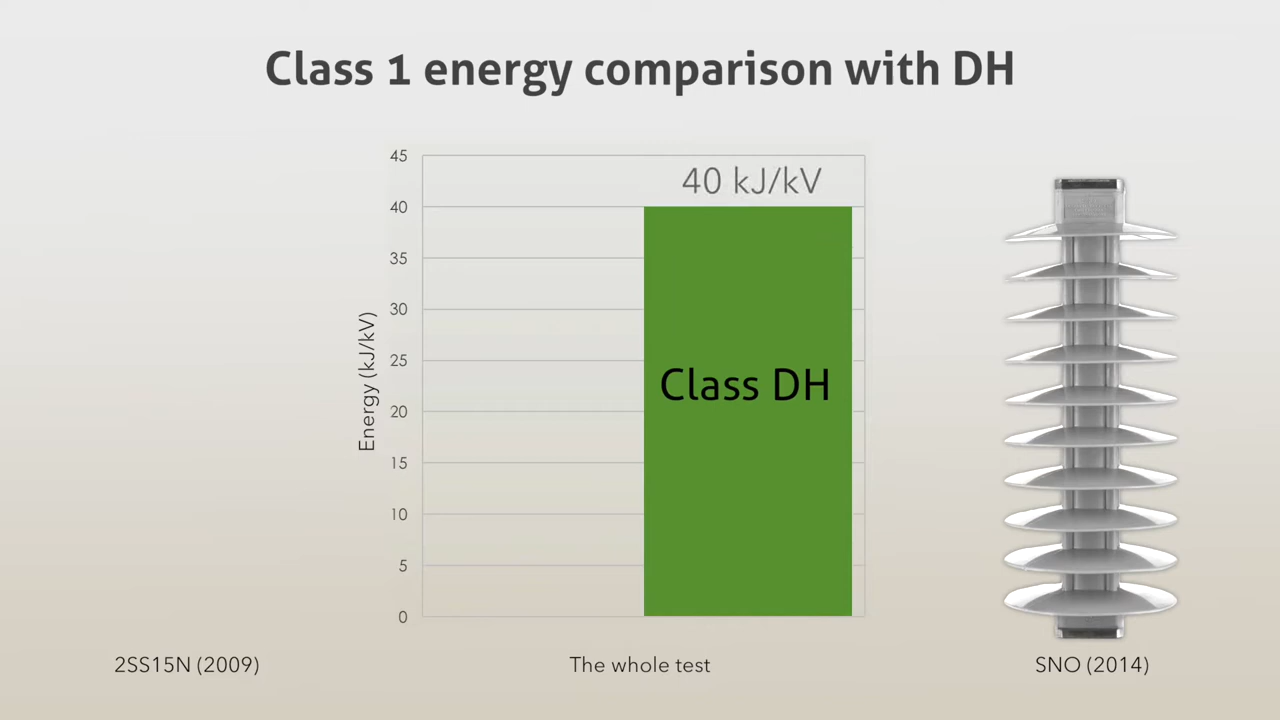 Class 1 energy comparison with DH
45
40 kJ/kV
40
35
30
25
20
15
10
5
0
Energy (kJ/kV)
Class DH
2SS15N (2009)
The whole test
SNO (2014)